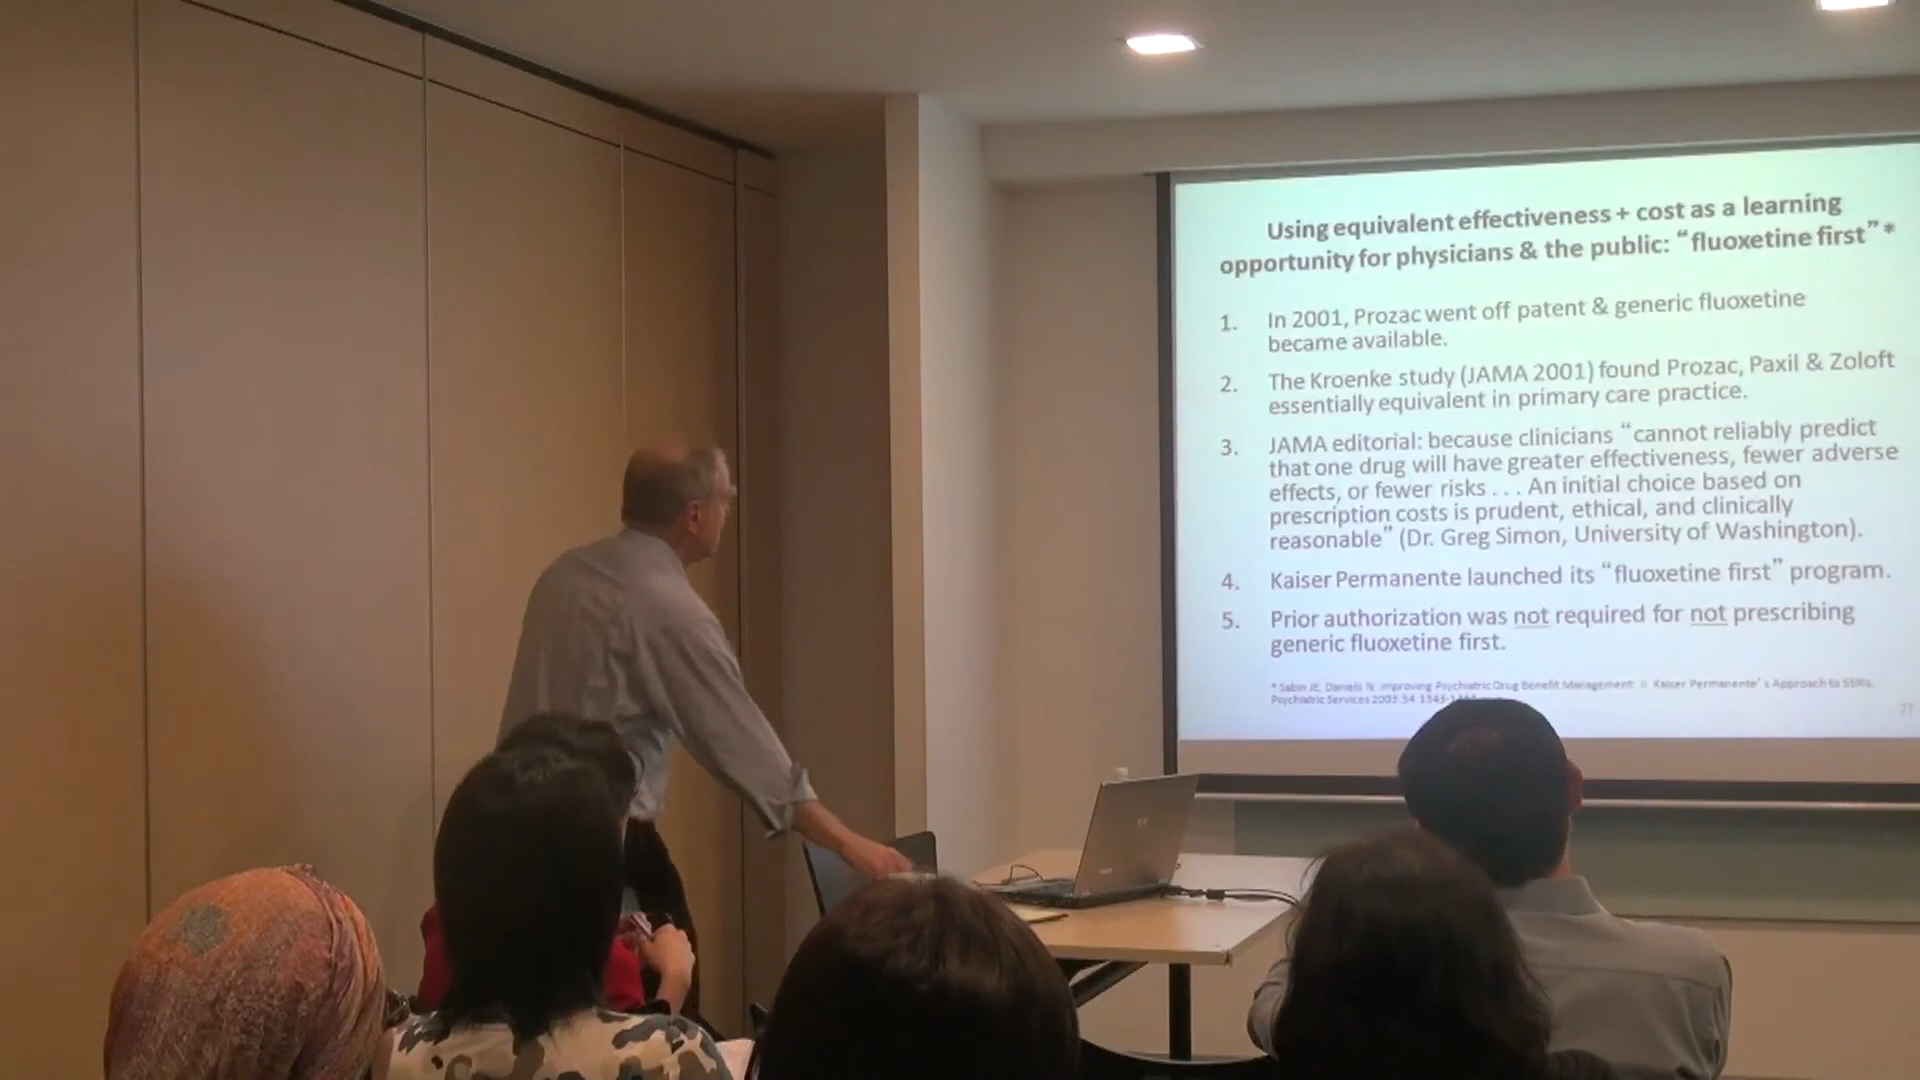 Using equivalent effectiveness + cost as a learning
opportunity for physicians & the public: “fluoxetine first” *
1. In 2001, Prozac went off patent & generic fluoxetine
became available.
2. The Kroenke study (JAMA 2001) found Prozac, Paxil & Zoloft
essentially equivalent in primary care practice.
3. JAMA editorial: because clinicians “cannot reliably predict
that one drug will have greater effectiveness, fewer adverse
effects, or fewer risks . . . An initial choice based on
prescription costs is prudent, ethical, and clinically
reasonable” (Dr. Greg Simon, University of Washington).
4. Kaiser Permanente launched its “fluoxetine first” program.
5. Prior authorization was not required for not prescribing
generic fluoxetine first.
* Sabin JE, Daniels N. Improving Psychiatric Drug Benefit Management: Kaiser Permanente’s Approach to SSRIs.
Psychiatric Services 2003 54 1343-
27